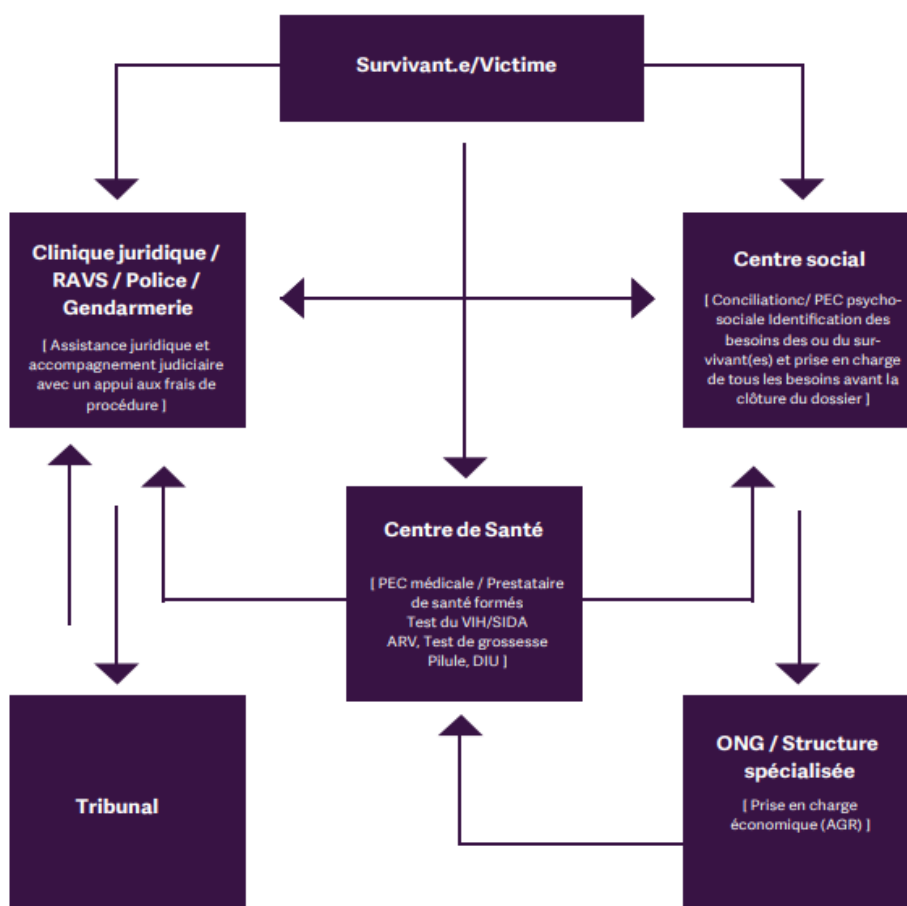 Survivant.e/Victime
Clinique juridique /
RAVS / Police /
Gendarmerie
[ Assistance juridique et
accompagnement judiciaire
avec un appui aux frais de
procédure ]
Centre social
[ Conciliationc/ PEC psycho-
sociale Identification des
besoins des ou du sur-
vivant(es) et prise en charge
de tous les besoins avant la
clôture du dossier ]
Centre de Santé
[ PEC médicale / Prestataire
de santé formés
Test du VIH/SIDA
ARV, Test de grossesse
Pilule, DIU ]
Tribunal
ONG / Structure
spécialisée
[ Prise en charge
économique (AGR) ]